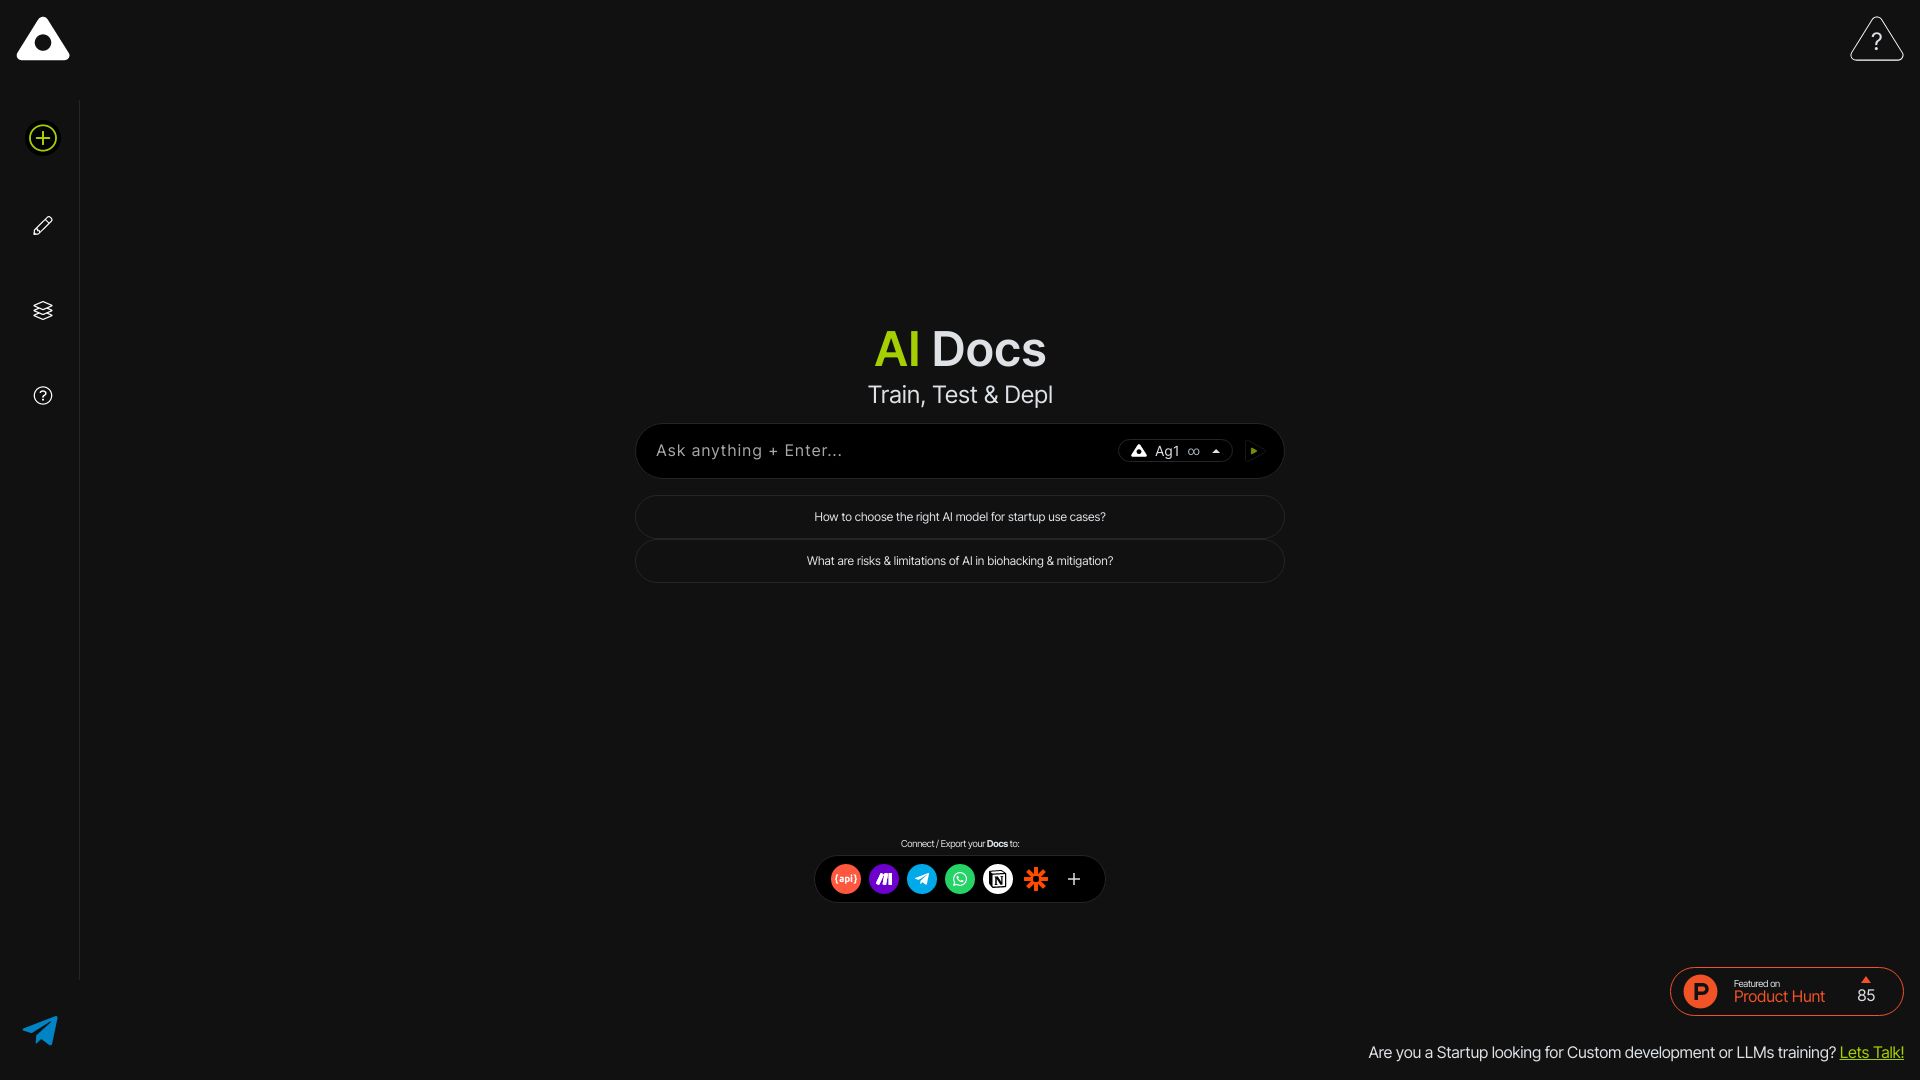 ?
AI Docs
Train, Test & Depl
Ask anything + Enter...
Ag1 ∞
How to choose the right AI model for startup use cases?
What are risks & limitations of AI in biohacking & mitigation?
Connect / Export your Docs to:
{api}
N
+
P
Featured on
Product Hunt
85
Are you a Startup looking for Custom development or LLMs training? Lets Talk!